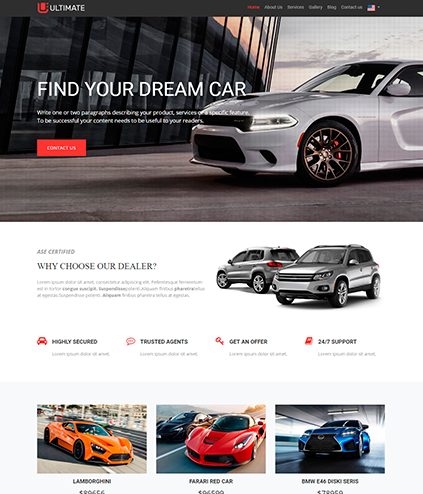 ULTIMATE
Home About Us Services Gallery Blog Contact us
FIND YOUR DREAM CAR
Write one or two paragraphs describing your product, services or a specific feature.
To be successful your content needs to be useful to your readers.
CONTACT US
ASE CERTIFIED
WHY CHOOSE OUR DEALER?
Lorem ipsum dolor sit amet, consectetur adipiscing elit. Pellentesque fermentum
est in tortor congue suscipit. Suspendisse potenti. Aliquam finibus pharetra tellus
at egestas. Suspendisse potenti. Aliquam finibus pharetra tellus at egestas.
HIGHLY SECURED
Lorem ipsum dolor sit amet.
TRUSTED AGENTS
Lorem ipsum dolor sit amet.
GET AN OFFER
Lorem ipsum dolor sit amet.
24/7 SUPPORT
Lorem ipsum dolor sit amet.
LAMBORGHINI
FARARI RED CAR
BMW E46 DISKI SERIS